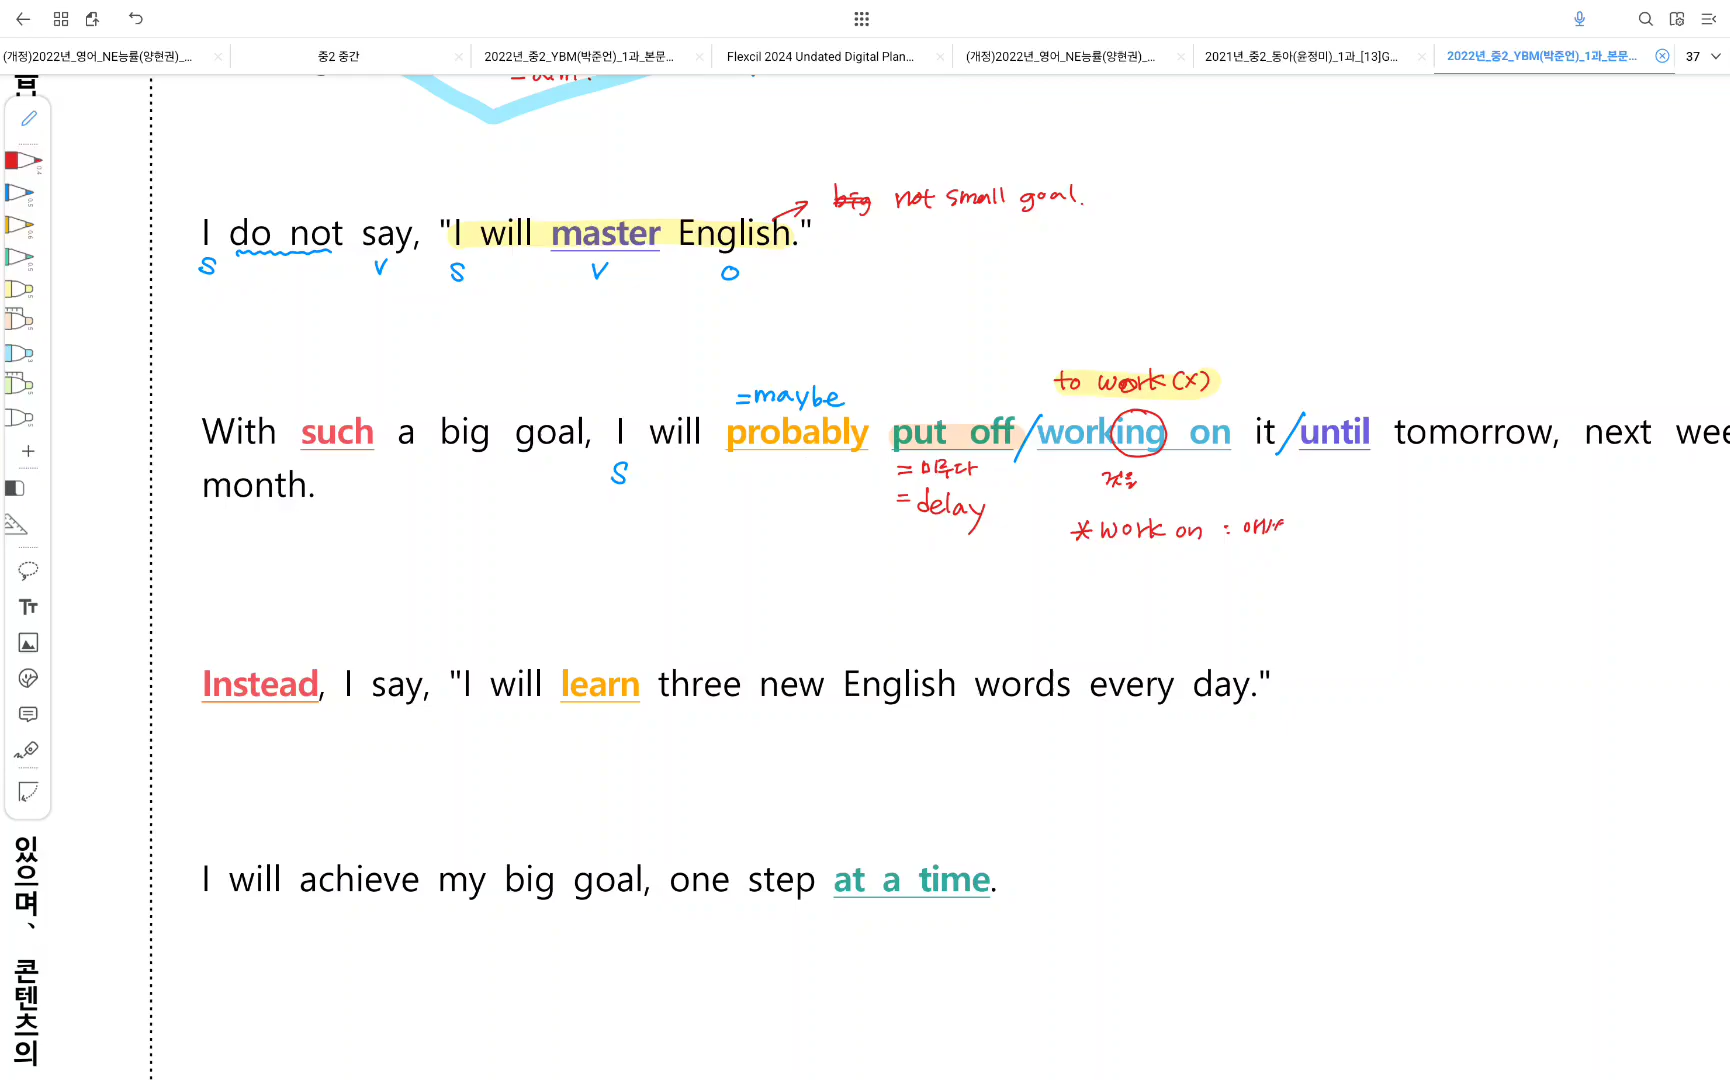 (개정)2022년_영어_NE능률(양현권)_...
중2 중간
2022년_중2_YBM(박준언)_1과_본문...
Flexcil 2024 Undated Digital Plan...
(개정)2022년_영어_NE능률(양현권)_...
2021년_중2_동아(윤정미)_1과_[13]G...
2022년_중2_YBM(박준언)_1과_본문...
37
→ big not small goal.
I do not say, "I will master English."
S V S V O
to work (X)
=maybe
With such a big goal, I will probably put off / working on it / until tomorrow, next wee
S
= 미루다
것을
month.
= delay
*work on :
Instead, I say, "I will learn three new English words every day."
I will achieve my big goal, one step at a time.
있으며、 콘텐츠의